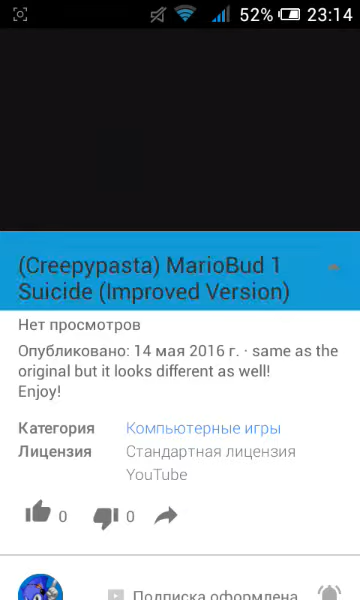 52% 23:14
(Creepypasta) MarioBud 1
Suicide (Improved Version)
Нет просмотров
Опубликовано: 14 мая 2016 г. · same as the
original but it looks different as well!
Enjoy!
Категория Компьютерные игры
Лицензия Стандартная лицензия
YouTube
0 0
Подписка оформлена